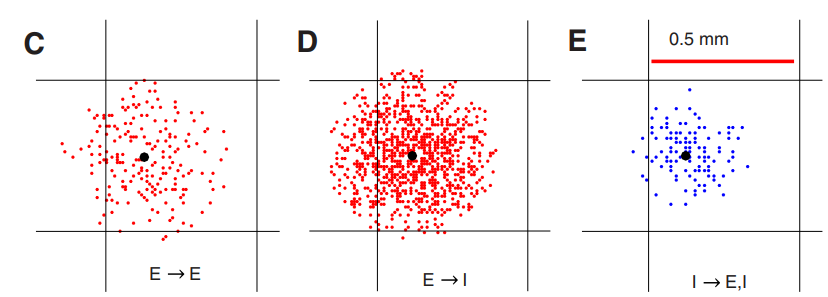 C
D
E
0.5 mm
E → E
E → I
I → E,I